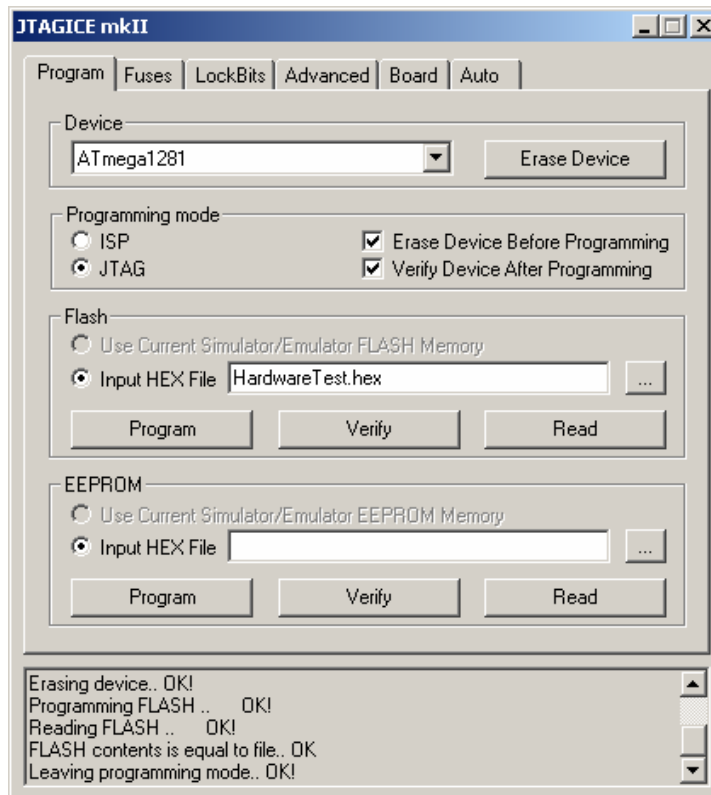 JTAGICE mkII
Program Fuses LockBits Advanced Board Auto
Device
ATmega1281 Erase Device
Programming mode
ISP Erase Device Before Programming
JTAG Verify Device After Programming
Flash
Use Current Simulator/Emulator FLASH Memory
Input HEX File HardwareTest.hex ...
Program Verify Read
EEPROM
Use Current Simulator/Emulator EEPROM Memory
Input HEX File ...
Program Verify Read
Erasing device.. OK!
Programming FLASH .. OK!
Reading FLASH .. OK!
FLASH contents is equal to file.. OK
Leaving programming mode.. OK!